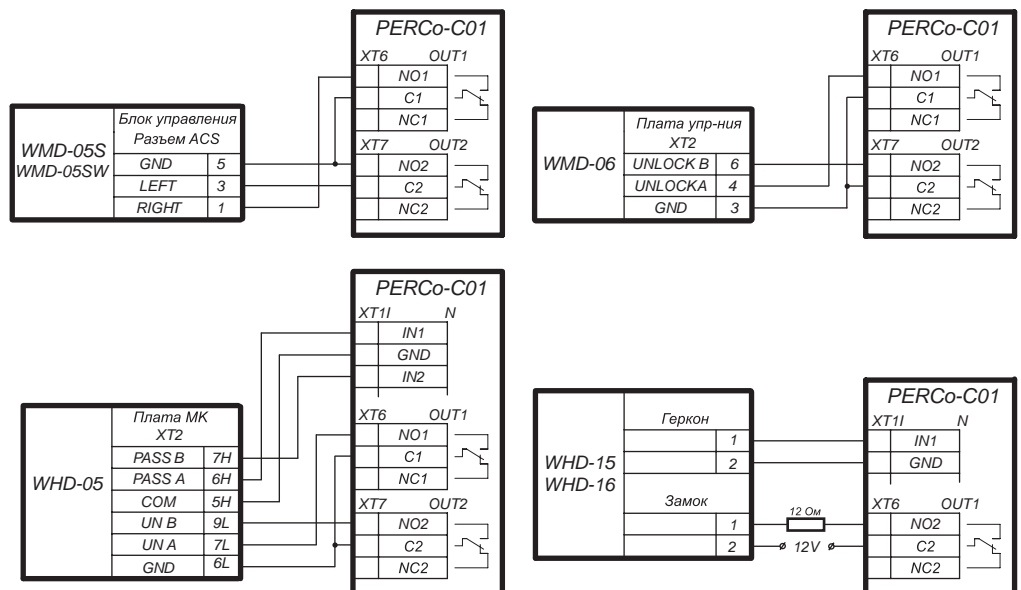 PERCo-C01
XT6 OUT1
NO1
C1
NC1
XT7 OUT2
NO2
C2
NC2
WMD-05S
WMD-05SW
Блок управления
Разъем ACS
GND 5
LEFT 3
RIGHT 1
PERCo-C01
XT6 OUT1
NO1
C1
NC1
XT7 OUT2
NO2
C2
NC2
WMD-06
Плата упр-ния
XT2
UNLOCK B 6
UNLOCKA 4
GND 3
PERCo-C01
XT1I N
IN1
GND
IN2
XT6 OUT1
NO1
C1
NC1
XT7 OUT2
NO2
C2
NC2
WHD-05
Плата МК
XT2
PASS B 7H
PASS A 6H
COM 5H
UN B 9L
UN A 7L
GND 6L
PERCo-C01
XT1I N
IN1
GND
XT6 OUT1
NO2
C2
NC2
WHD-15
WHD-16
Геркон
1
2
Замок
1
2
12 Ом
12V